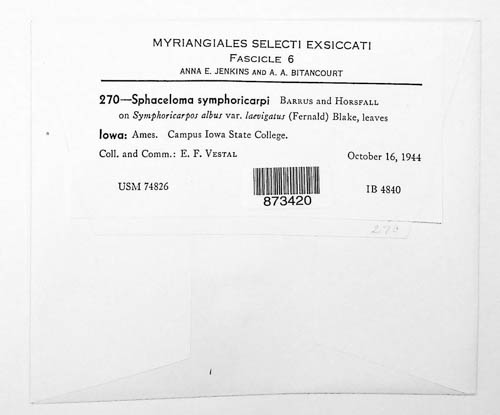 MYRIANGIALES SELECTI EXSICCATI
FASCICLE 6
ANNA E. JENKINS AND A. A. BITANCOURT
270—Sphaceloma symphoricarpi BARRUS and HORSFALL
on Symphoricarpos albus var. laevigatus (Fernald) Blake, leaves
Iowa: Ames. Campus Iowa State College.
Coll. and Comm.: E. F. VESTAL October 16, 1944
USM 74826 IB 4840
873420
270